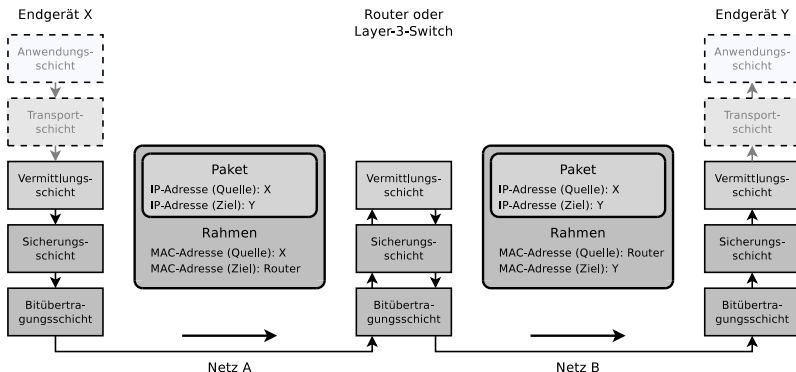 Endgerät X
Router oder
Layer-3-Switch
Endgerät Y
Anwendungs-
schicht
Transport-
schicht
Vermittlungs-
schicht
Sicherungs-
schicht
Bitübertra-
gungsschicht
Paket
IP-Adresse (Quelle): X
IP-Adresse (Ziel): Y
Rahmen
MAC-Adresse (Quelle): X
MAC-Adresse (Ziel): Router
Netz A
Vermittlungs-
schicht
Sicherungs-
schicht
Bitübertra-
gungsschicht
Paket
IP-Adresse (Quelle): X
IP-Adresse (Ziel): Y
Rahmen
MAC-Adresse (Quelle): Router
MAC-Adresse (Ziel): Y
Netz B
Anwendungs-
schicht
Transport-
schicht
Vermittlungs-
schicht
Sicherungs-
schicht
Bitübertra-
gungsschicht